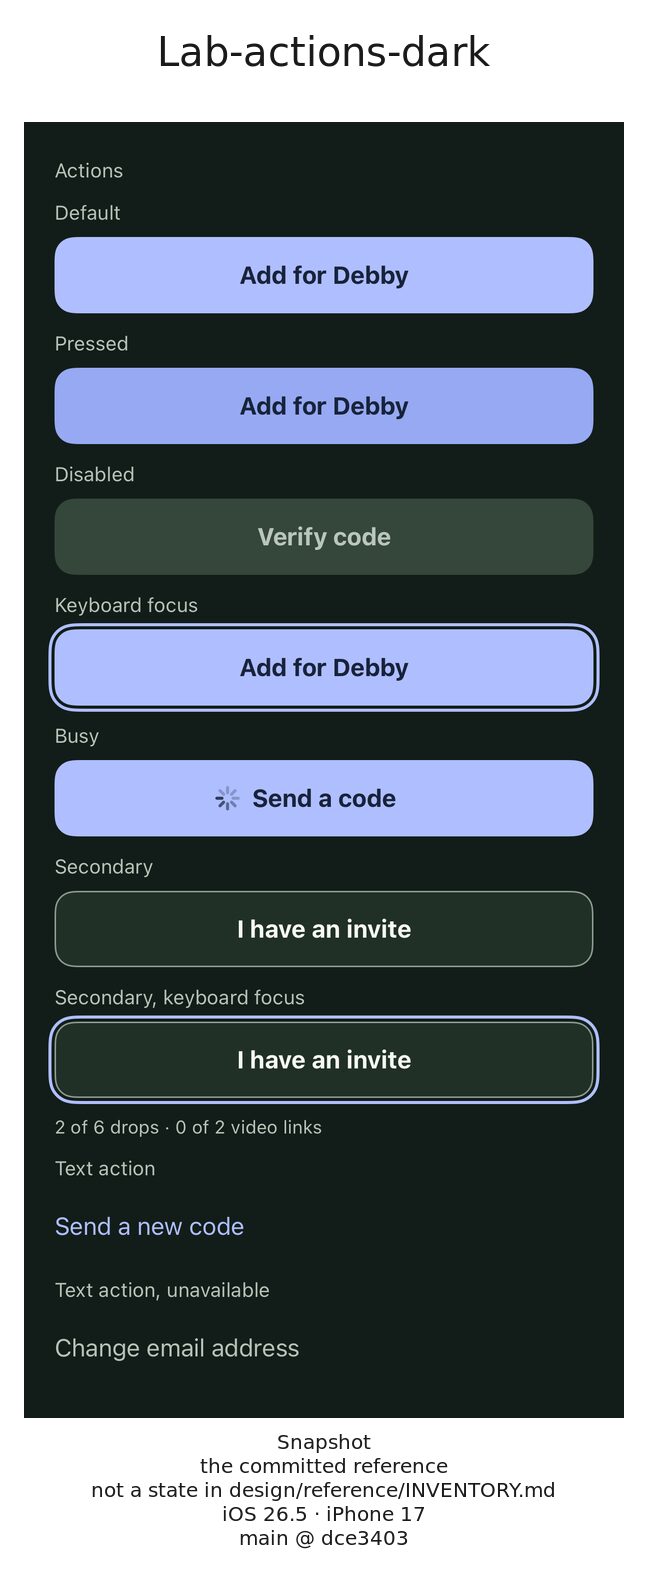 Lab-actions-dark
Actions
Default
Add for Debby
Pressed
Add for Debby
Disabled
Verify code
Keyboard focus
Add for Debby
Busy
Send a code
Secondary
I have an invite
Secondary, keyboard focus
I have an invite
2 of 6 drops · 0 of 2 video links
Text action
Send a new code
Text action, unavailable
Change email address
Snapshot
the committed reference
not a state in design/reference/INVENTORY.md
iOS 26.5 · iPhone 17
main @ dce3403